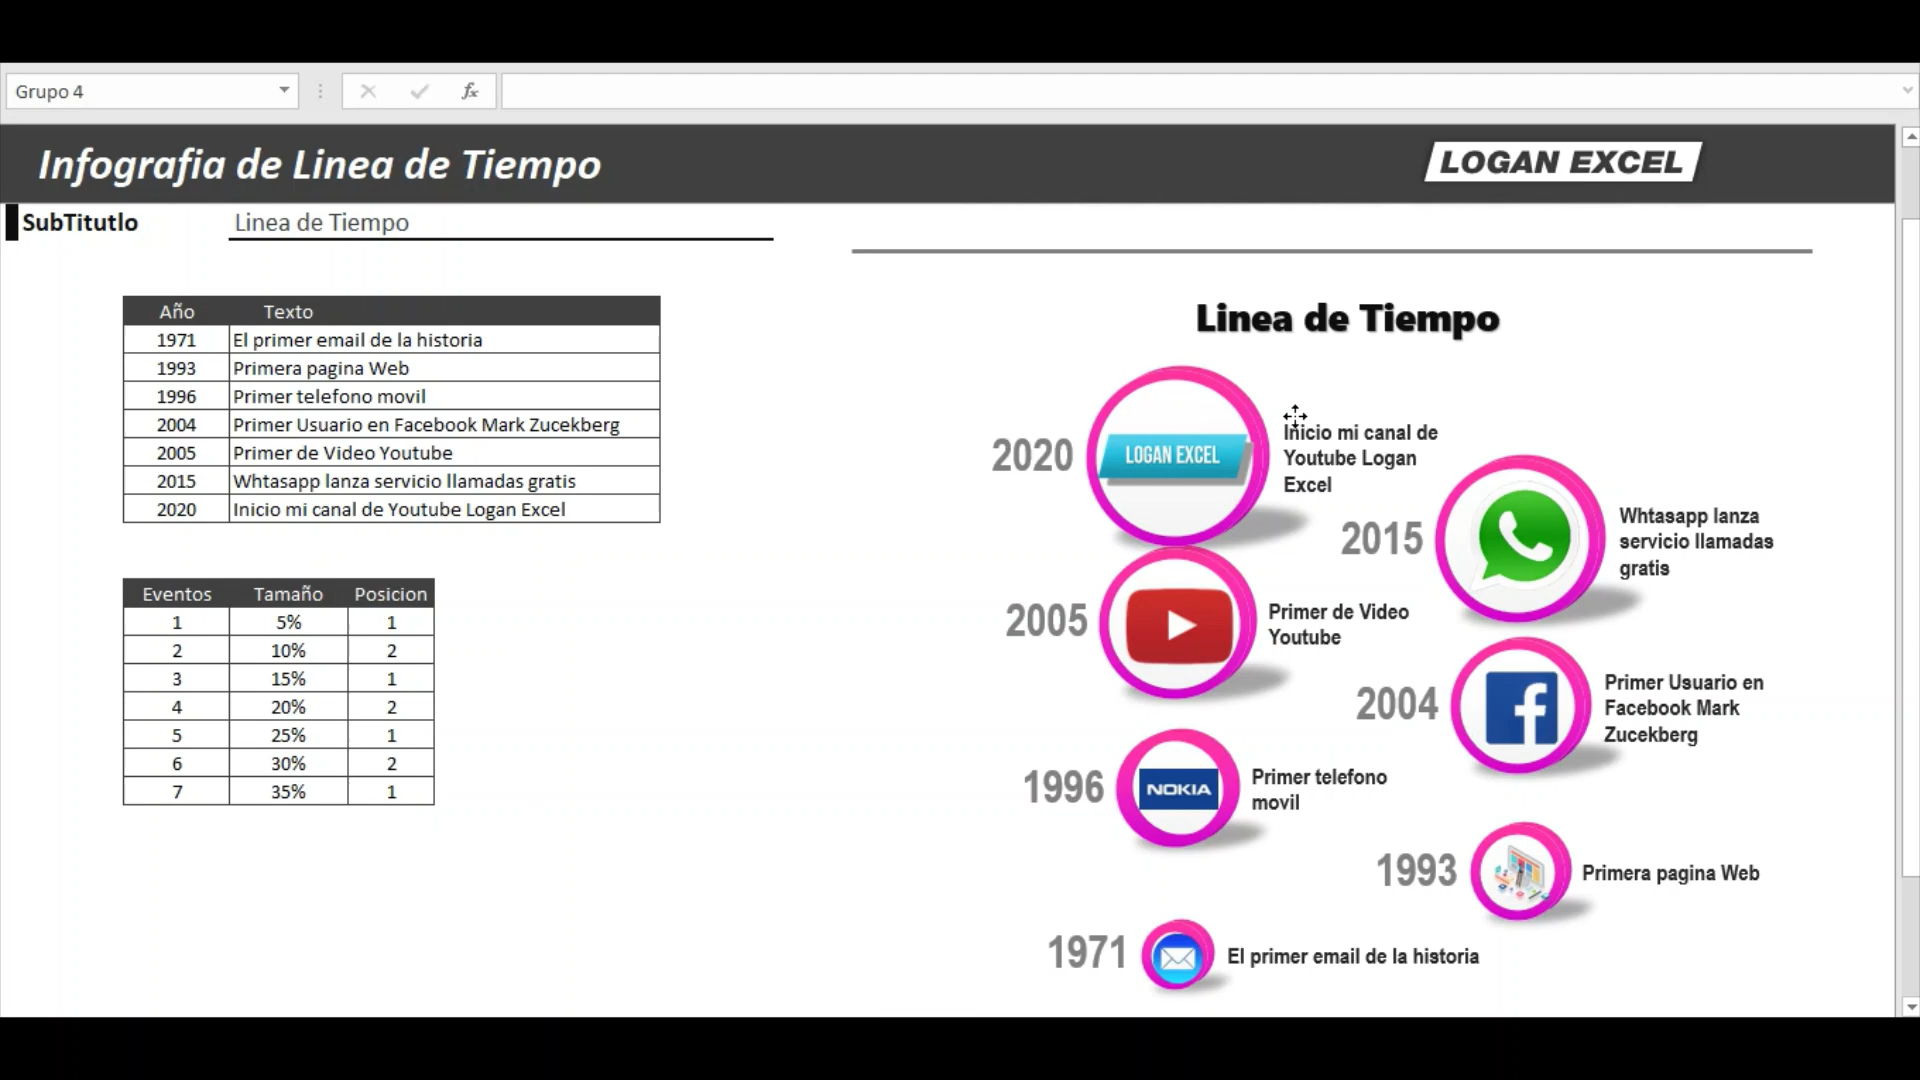 Grupo 4
fx
Infografia de Linea de Tiempo
LOGAN EXCEL
SubTitutlo
Linea de Tiempo
Año Texto
1971 El primer email de la historia
1993 Primera pagina Web
1996 Primer telefono movil
2004 Primer Usuario en Facebook Mark Zucekberg
2005 Primer de Video Youtube
2015 Whtasapp lanza servicio llamadas gratis
2020 Inicio mi canal de Youtube Logan Excel
Eventos Tamaño Posicion
1 5% 1
2 10% 2
3 15% 1
4 20% 2
5 25% 1
6 30% 2
7 35% 1
Linea de Tiempo
2020
LOGAN EXCEL
Inicio mi canal de
Youtube Logan
Excel
2015
Whtasapp lanza
servicio llamadas
gratis
2005
Primer de Video
Youtube
2004
f
Primer Usuario en
Facebook Mark
Zucekberg
1996
NOKIA
Primer telefono
movil
1993
Primera pagina Web
1971
El primer email de la historia